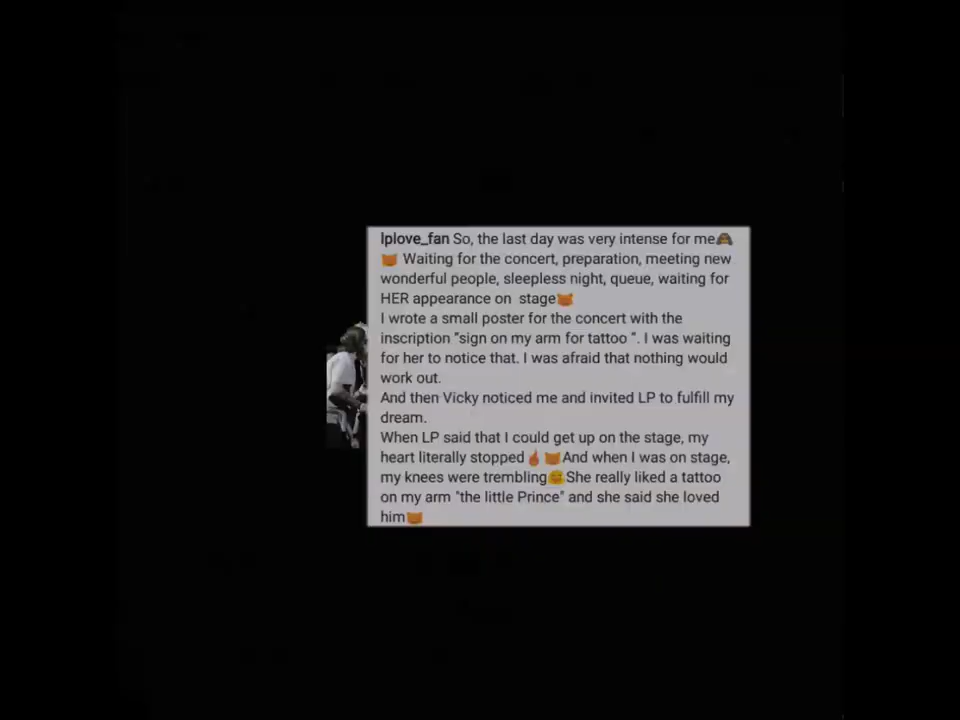 lplove_fan So, the last day was very intense for me🙈
Waiting for the concert, preparation, meeting new
wonderful people, sleepless night, queue, waiting for
HER appearance on stage
I wrote a small poster for the concert with the
inscription "sign on my arm for tattoo ". I was waiting
for her to notice that. I was afraid that nothing would
work out.
And then Vicky noticed me and invited LP to fulfill my
dream.
When LP said that I could get up on the stage, my
heart literally stopped And when I was on stage,
my knees were trembling She really liked a tattoo
on my arm "the little Prince" and she said she loved
him